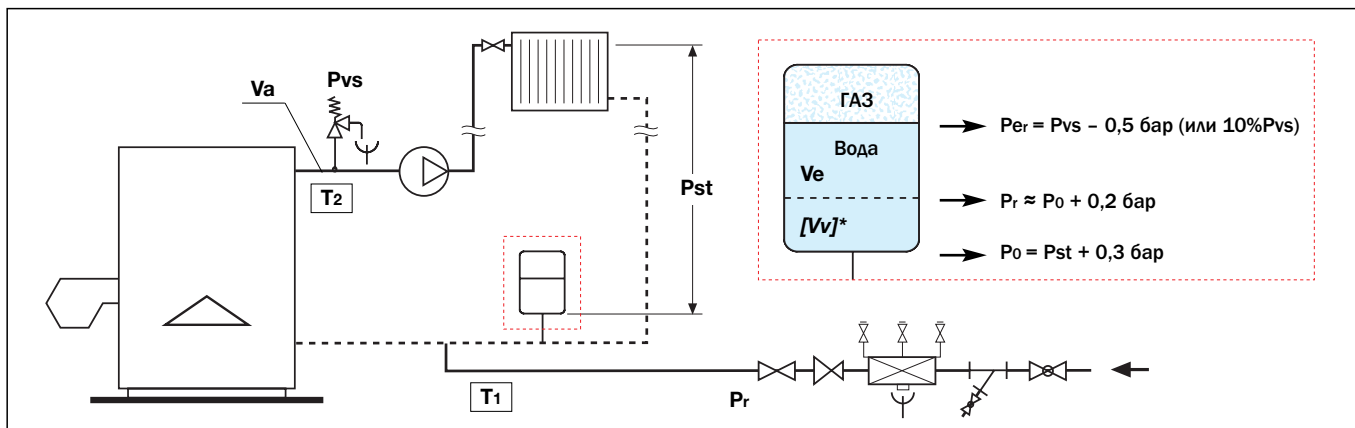 Va
Pvs
T2
Pst
T1
Pr
ГАЗ
Вода
Ve
[Vv]*
Per = Pvs – 0,5 бар (или 10%Pvs)
Pr ≈ P0 + 0,2 бар
P0 = Pst + 0,3 бар